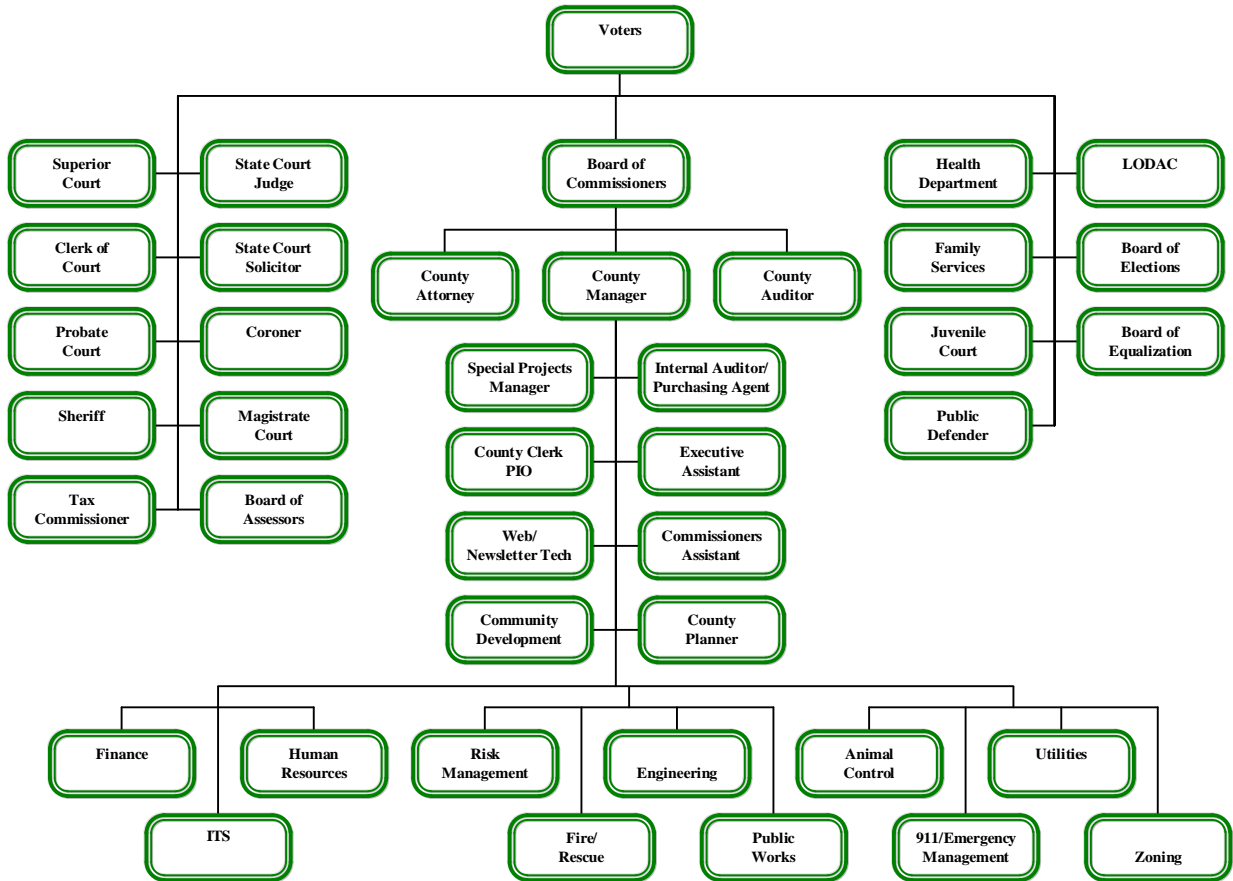 Voters
Superior
Court
State Court
Judge
Board of
Commissioners
Health
Department
LODAC
Clerk of
Court
State Court
Solicitor
County
Attorney
County
Manager
County
Auditor
Family
Services
Board of
Elections
Probate
Court
Coroner
Special Projects
Manager
Internal Auditor/
Purchasing Agent
Juvenile
Court
Board of
Equalization
Sheriff
Magistrate
Court
County Clerk
PIO
Executive
Assistant
Public
Defender
Tax
Commissioner
Board of
Assessors
Web/
Newsletter Tech
Commissioners
Assistant
Community
Development
County
Planner
Finance
Human
Resources
Risk
Management
Engineering
Animal
Control
Utilities
ITS
Fire/
Rescue
Public
Works
911/Emergency
Management
Zoning